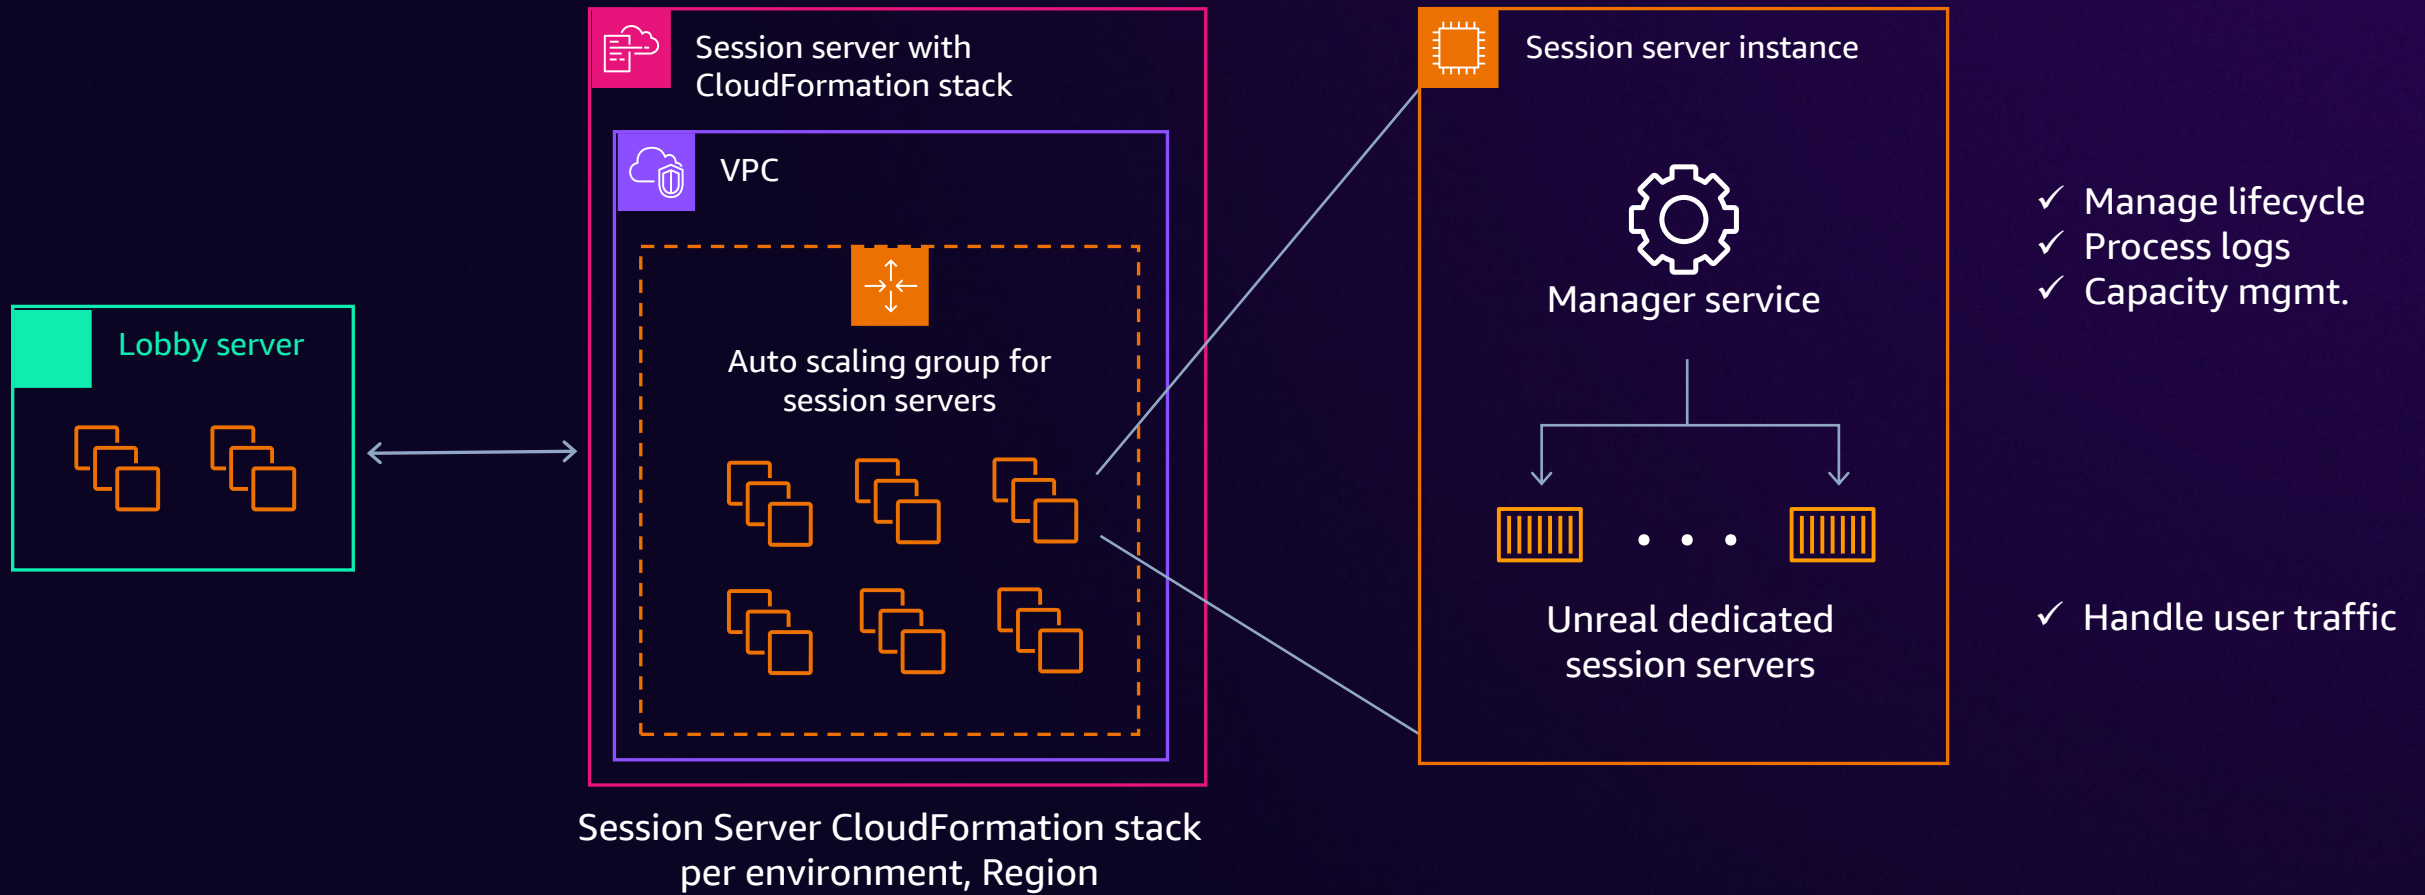 Lobby server
Session server with
CloudFormation stack
VPC
Auto scaling group for
session servers
Session Server CloudFormation stack
per environment, Region
Session server instance
Manager service
Unreal dedicated
session servers
✓ Manage lifecycle
✓ Process logs
✓ Capacity mgmt.
✓ Handle user traffic